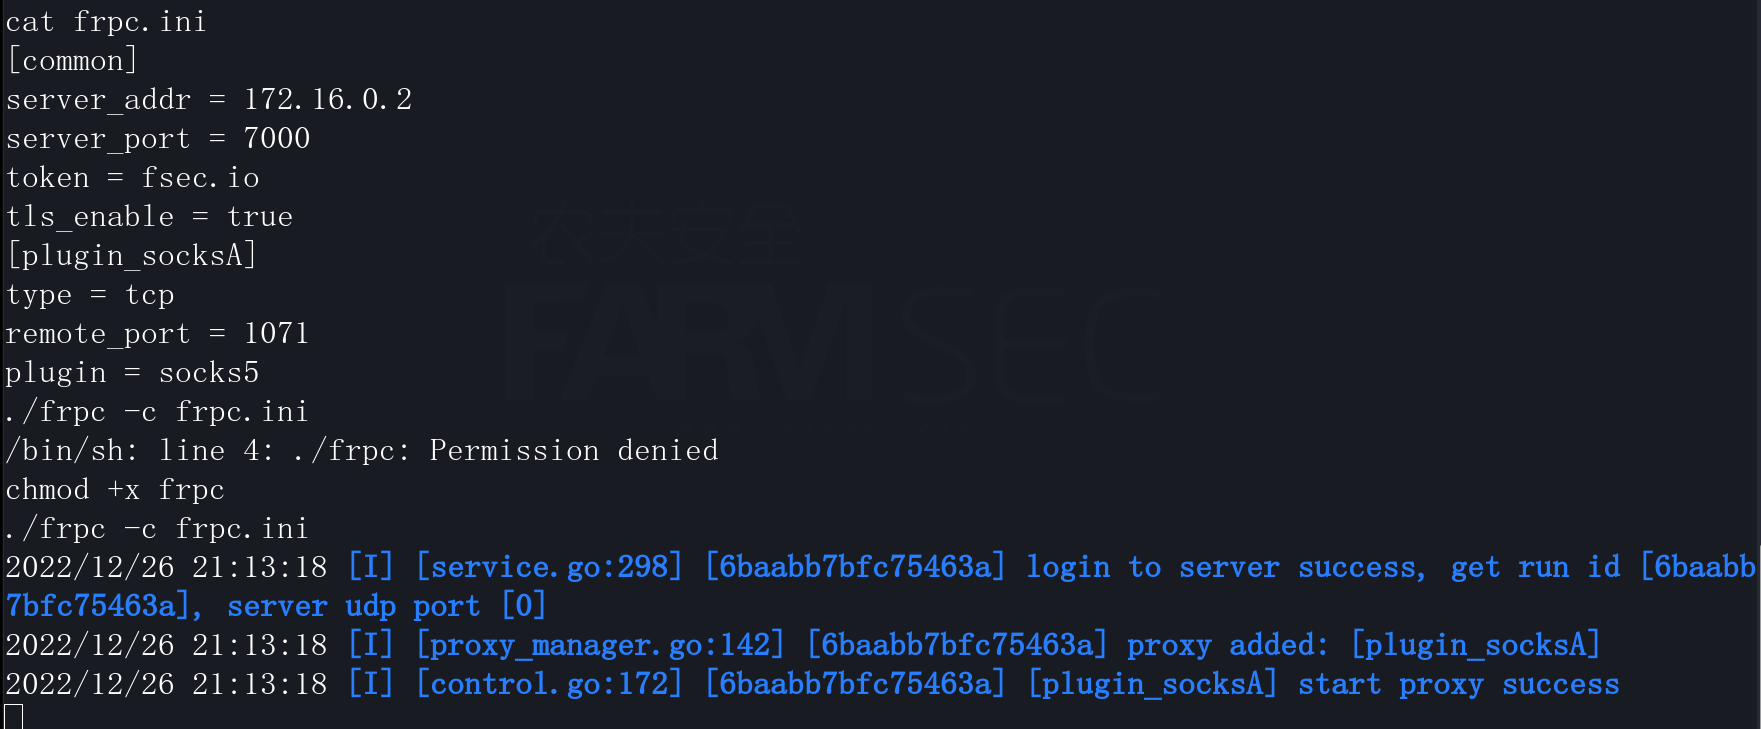 cat frpc.ini
[common]
server_addr = 172.16.0.2
server_port = 7000
token = fsec.io
tls_enable = true
[plugin_socksA]
type = tcp
remote_port = 1071
plugin = socks5
./frpc -c frpc.ini
/bin/sh: line 4: ./frpc: Permission denied
chmod +x frpc
./frpc -c frpc.ini
2022/12/26 21:13:18 [I] [service.go:298] [6baabb7bfc75463a] login to server success, get run id [6baabb
7bfc75463a], server udp port [0]
2022/12/26 21:13:18 [I] [proxy_manager.go:142] [6baabb7bfc75463a] proxy added: [plugin_socksA]
2022/12/26 21:13:18 [I] [control.go:172] [6baabb7bfc75463a] [plugin_socksA] start proxy success
农夫安全
FARMSEC